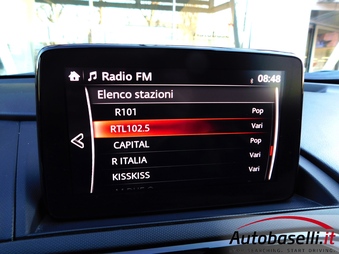 Radio FM
08:48
Elenco stazioni
R101 Pop
RTL102.5 Vari
CAPITAL Pop
R ITALIA Vari
KISSKISS Vari
Autobaselli.it